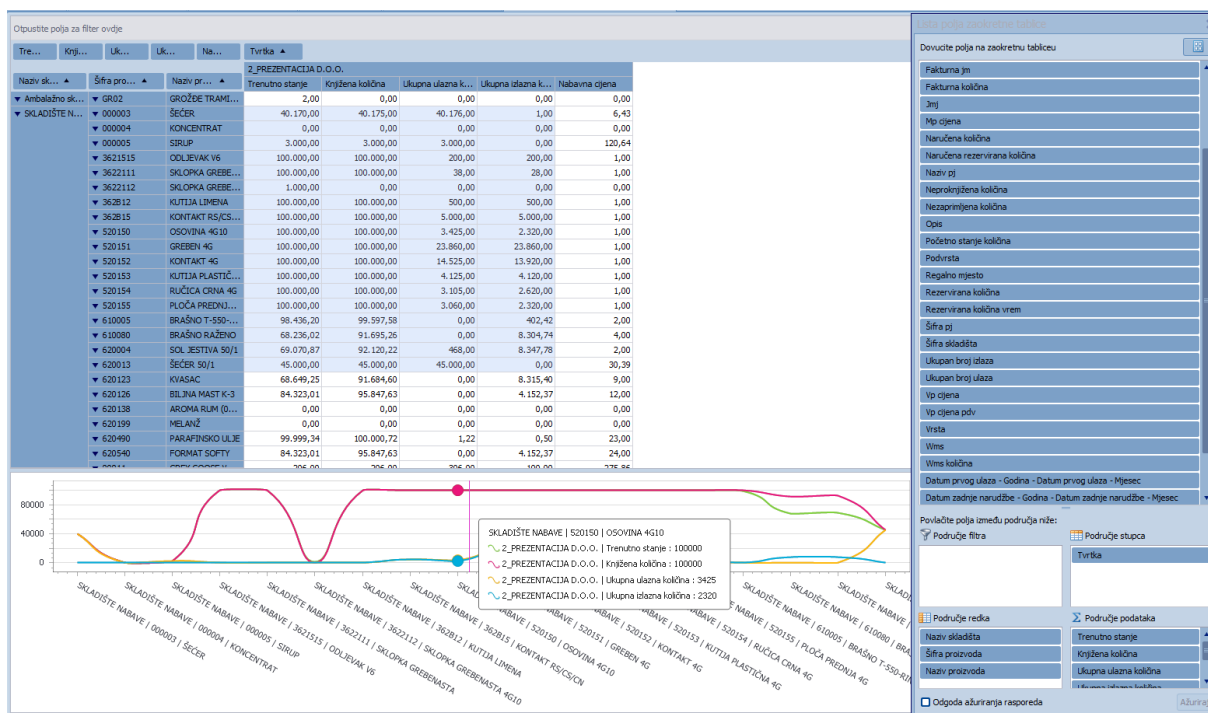 Otpustite polja za filter ovdje
Tre... Knji... Uk... Uk... Na... Tvrtka
2_PREZENTACIJA D.O.O.
Naziv sk... Šifra pro... Naziv pr... Trenutno stanje Knjižena količina Ukupna ulazna k... Ukupna izlazna k... Nabavna cijena
Ambalažno sk... GR02 GROŽĐE TRAMI... 2,00 0,00 0,00 0,00 0,00
SKLADIŠTE N... 000003 ŠEĆER 40.170,00 40.175,00 40.176,00 1,00 6,43
000004 KONCENTRAT 0,00 0,00 0,00 0,00 0,00
000005 SIRUP 3.000,00 3.000,00 3.000,00 0,00 120,64
3621515 ODLJEVAK V6 100.000,00 100.000,00 200,00 200,00 1,00
3622111 SKLOPKA GREBE... 100.000,00 100.000,00 38,00 28,00 1,00
3622112 SKLOPKA GREBE... 1.000,00 0,00 0,00 0,00 0,00
362B12 KUTIJA LIMENA 100.000,00 100.000,00 500,00 500,00 1,00
362B15 KONTAKT RS/CS... 100.000,00 100.000,00 5.000,00 5.000,00 1,00
520150 OSOVINA 4G10 100.000,00 100.000,00 3.425,00 2.320,00 1,00
520151 GREBEN 4G 100.000,00 100.000,00 23.860,00 23.860,00 1,00
520152 KONTAKT 4G 100.000,00 100.000,00 14.525,00 13.920,00 1,00
520153 KUTIJA PLASTIČ... 100.000,00 100.000,00 4.125,00 4.120,00 1,00
520154 RUČICA CRNA 4G 100.000,00 100.000,00 3.105,00 2.620,00 1,00
520155 PLOČA PREDNJ... 100.000,00 100.000,00 3.060,00 2.320,00 1,00
610005 BRAŠNO T-550-... 98.436,20 99.597,58 0,00 402,42 2,00
610080 BRAŠNO RAŽENO 68.236,02 91.695,26 0,00 8.304,74 4,00
620004 SOL JESTIVA 50/1 69.070,87 92.120,22 468,00 8.347,78 2,00
620013 ŠEĆER 50/1 45.000,00 45.000,00 45.000,00 0,00 30,39
620123 KVASAC 68.649,25 91.684,60 0,00 8.315,40 9,00
620126 BILJNA MAST K-3 84.323,01 95.847,63 0,00 4.152,37 12,00
620138 AROMA RUM (0... 0,00 0,00 0,00 0,00 0,00
620199 MELANŽ 0,00 0,00 0,00 0,00 0,00
620490 PARAFINSKO ULJE 99.999,34 100.000,72 1,22 0,50 23,00
620540 FORMAT SOFTY 84.323,01 95.847,63 0,00 4.152,37 24,00
80000
40000
0
SKLADIŠTE NABAVE | 520150 | OSOVINA 4G10
2_PREZENTACIJA D.O.O. | Trenutno stanje : 100000
2_PREZENTACIJA D.O.O. | Knjižena količina : 100000
2_PREZENTACIJA D.O.O. | Ukupna ulazna količina : 3425
2_PREZENTACIJA D.O.O. | Ukupna izlazna količina : 2320
SKLADIŠTE NABAVE | 000003 | ŠEĆER
SKLADIŠTE NABAVE | 000004 | KONCENTRAT
SKLADIŠTE NABAVE | 000005 | SIRUP
SKLADIŠTE NABAVE | 3621515 | ODLJEVAK V6
SKLADIŠTE NABAVE | 3622111 | SKLOPKA GREBENASTA
SKLADIŠTE NABAVE | 3622112 | SKLOPKA GREBENASTA 4G10
SKLADIŠTE NABAVE | 362B12 | KUTIJA LIMENA
SKLADIŠTE NABAVE | 362B15 | KONTAKT RS/CS/CN
SKLADIŠTE NABAVE | 520150 | OSOVINA 4G10
520151 | GREBEN 4G
520152 | KONTAKT 4G
520153 | KUTIJA PLASTIČNA 4G
520154 | RUČICA CRNA 4G
NABAVE | 520155 | PLOČA PREDNJA 4G
SKLADIŠTE NABAVE | 610005 | BRAŠNO T-550-RIN
SKLADIŠTE NABAVE | 610080 | BRAŠ
SKLADIŠTE NABAVE
Lista polja zaokretne tablice
Dovucite polja na zaokretnu tabliceu
Fakturna jm
Fakturna količina
Jmj
Mp cijena
Naručena količina
Naručena rezervirana količina
Naziv pj
Neproknjižena količina
Nezaprimljena količina
Opis
Početno stanje količina
Podvrsta
Regalno mjesto
Rezervirana količina
Rezervirana količina vrem
Šifra pj
Šifra skladišta
Ukupan broj izlaza
Ukupan broj ulaza
Vp cijena
Vp cijena pdv
Vrsta
Wms
Wms količina
Datum prvog ulaza - Godina - Datum prvog ulaza - Mjesec
Datum zadnje narudžbe - Godina - Datum zadnje narudžbe - Mjesec
Povlačite polja između područja niže:
Područje filtra Područje stupca
Tvrtka
Područje redka Σ Područje podataka
Naziv skladišta Trenutno stanje
Šifra proizvoda Knjižena količina
Naziv proizvoda Ukupna ulazna količina
Ukupna izlazna količina
Odgoda ažuriranja rasporeda Ažuriraj